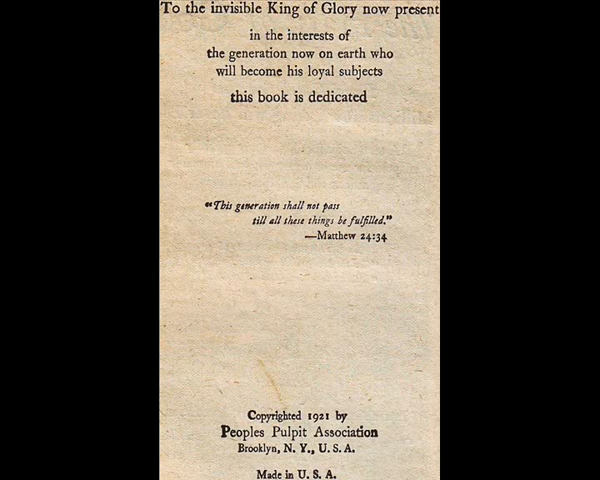 To the invisible King of Glory now present
in the interests of
the generation now on earth who
will become his loyal subjects
this book is dedicated
"This generation shall not pass
till all these things be fulfilled."
—Matthew 24:34
Copyrighted 1921 by
Peoples Pulpit Association
Brooklyn, N. Y., U. S. A.
Made in U. S. A.